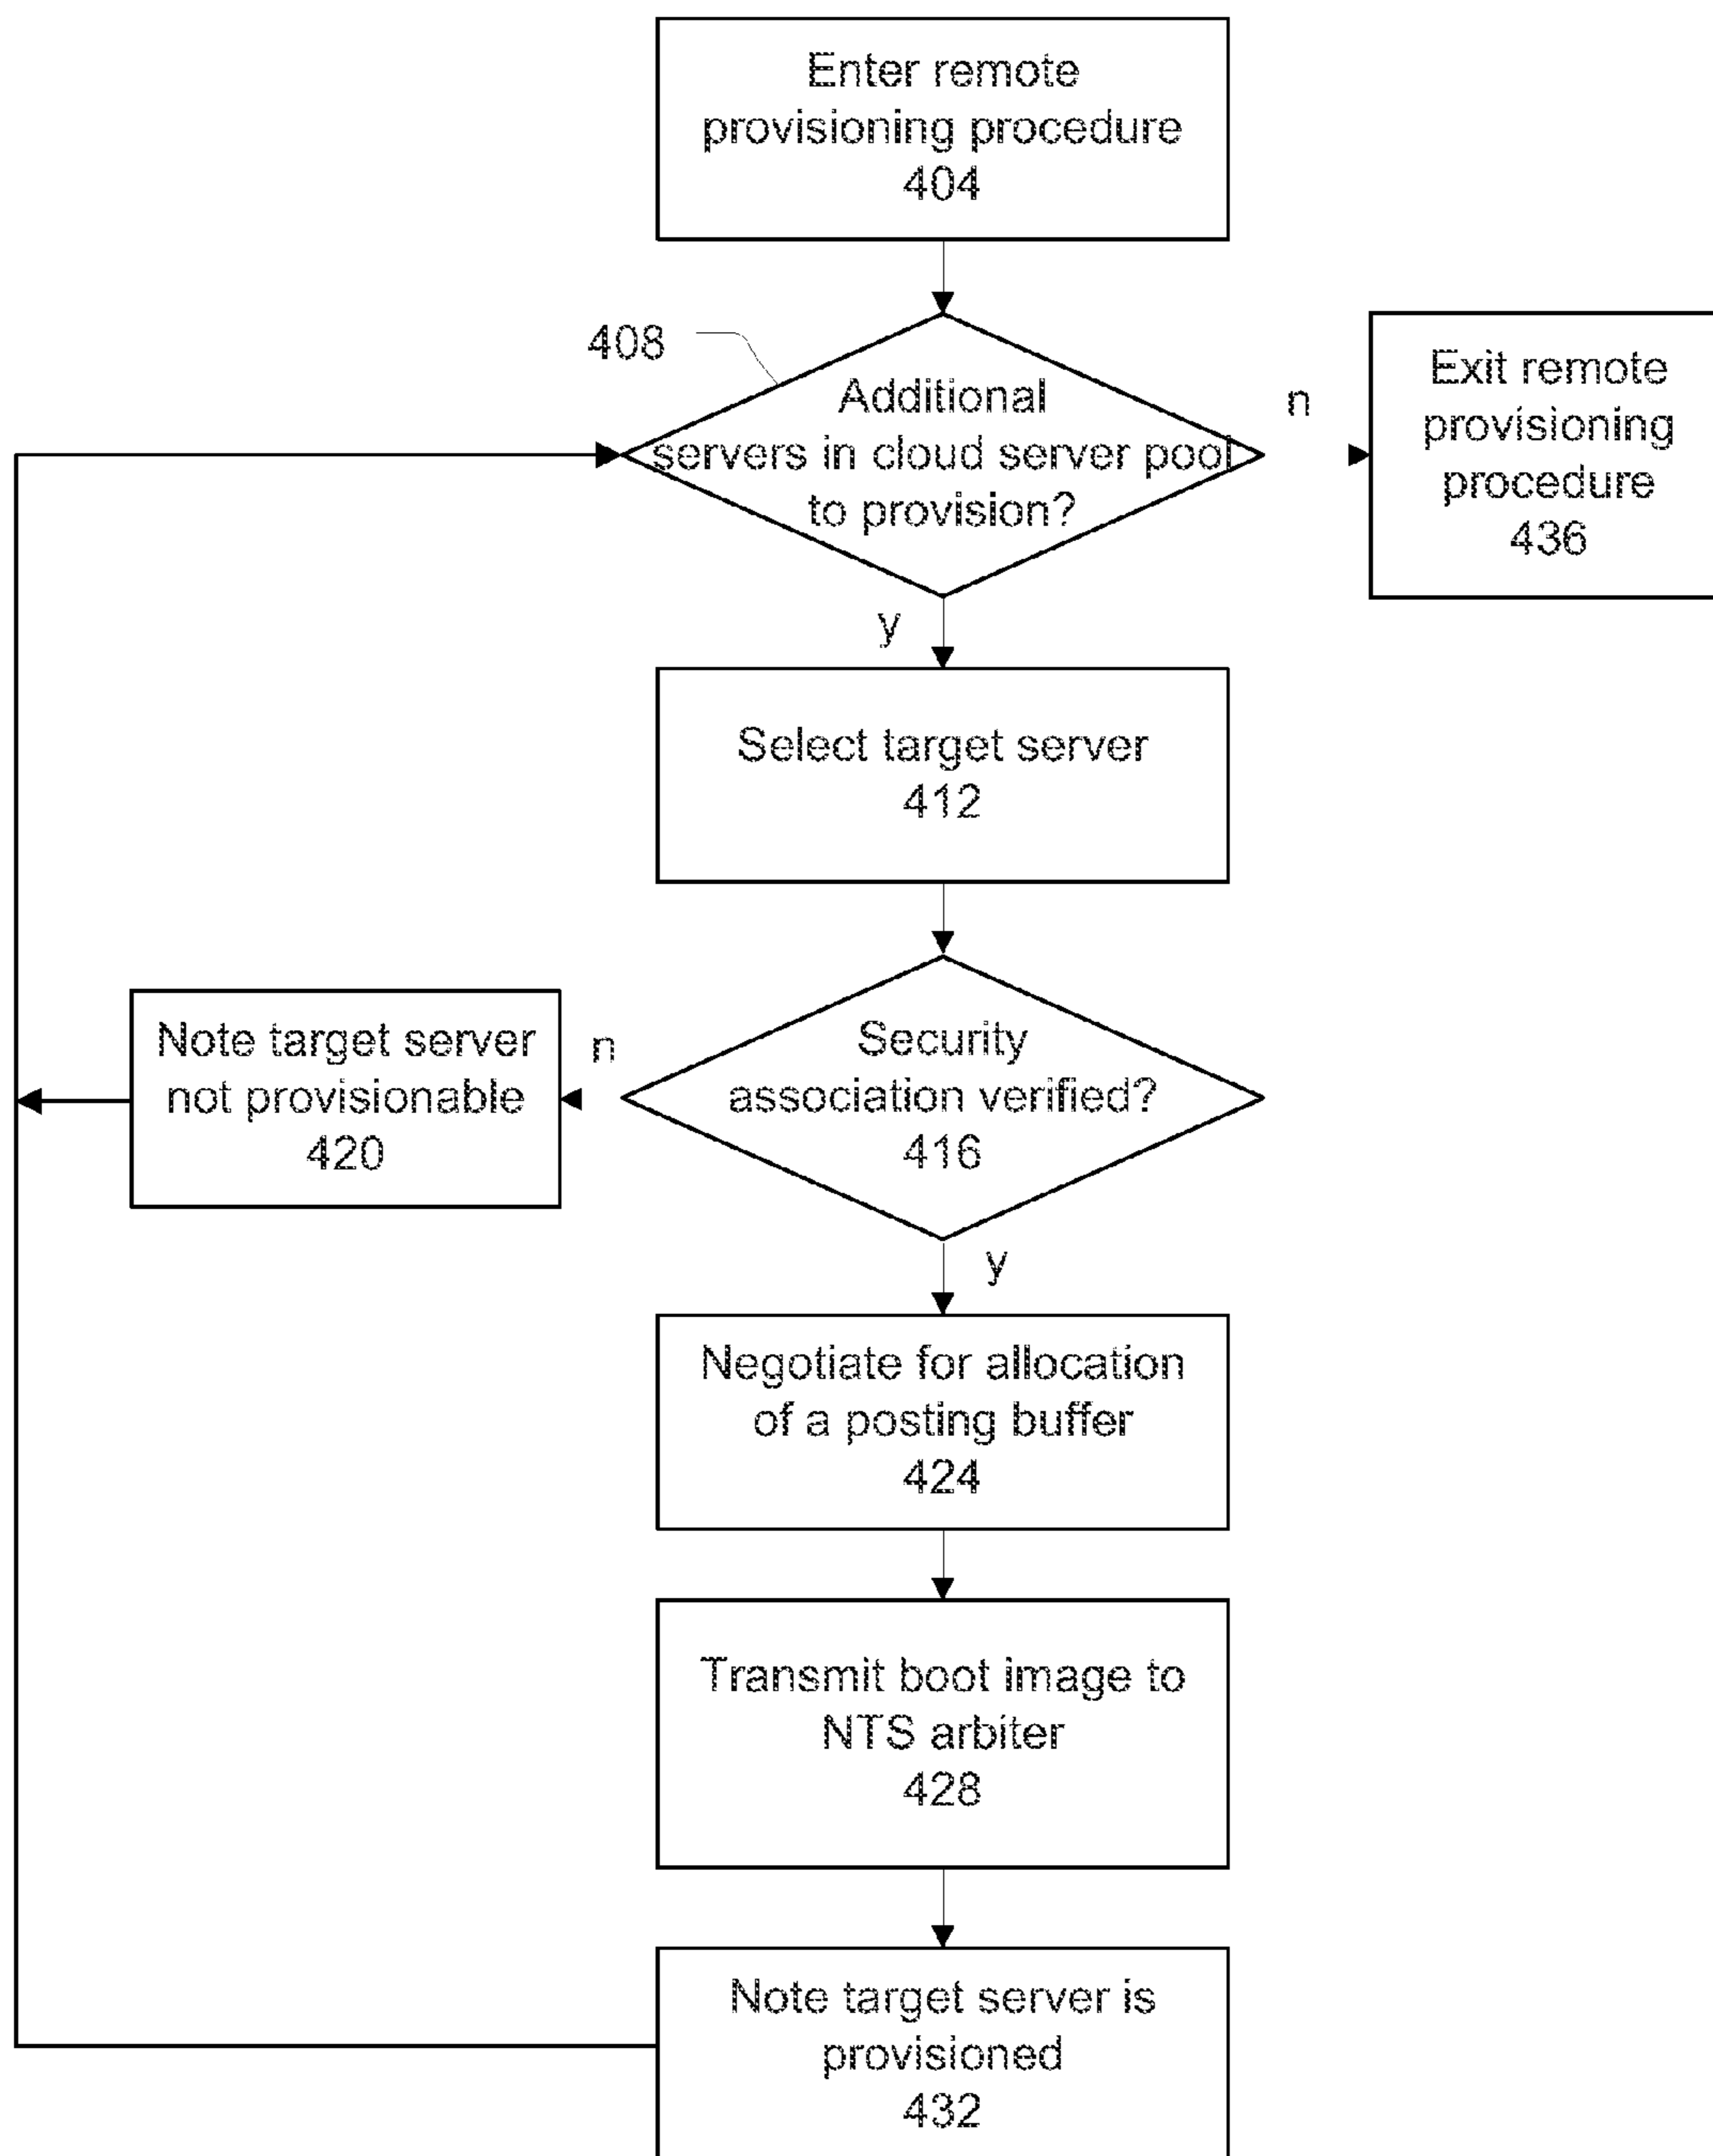 Enter remote
provisioning procedure
404
408
Additional
servers in cloud server pool
to provision?
n
Exit remote
provisioning
procedure
436
y
Select target server
412
Security
association verified?
416
n
Note target server
not provisionable
420
y
Negotiate for allocation
of a posting buffer
424
Transmit boot image to
NTS arbiter
428
Note target server is
provisioned
432